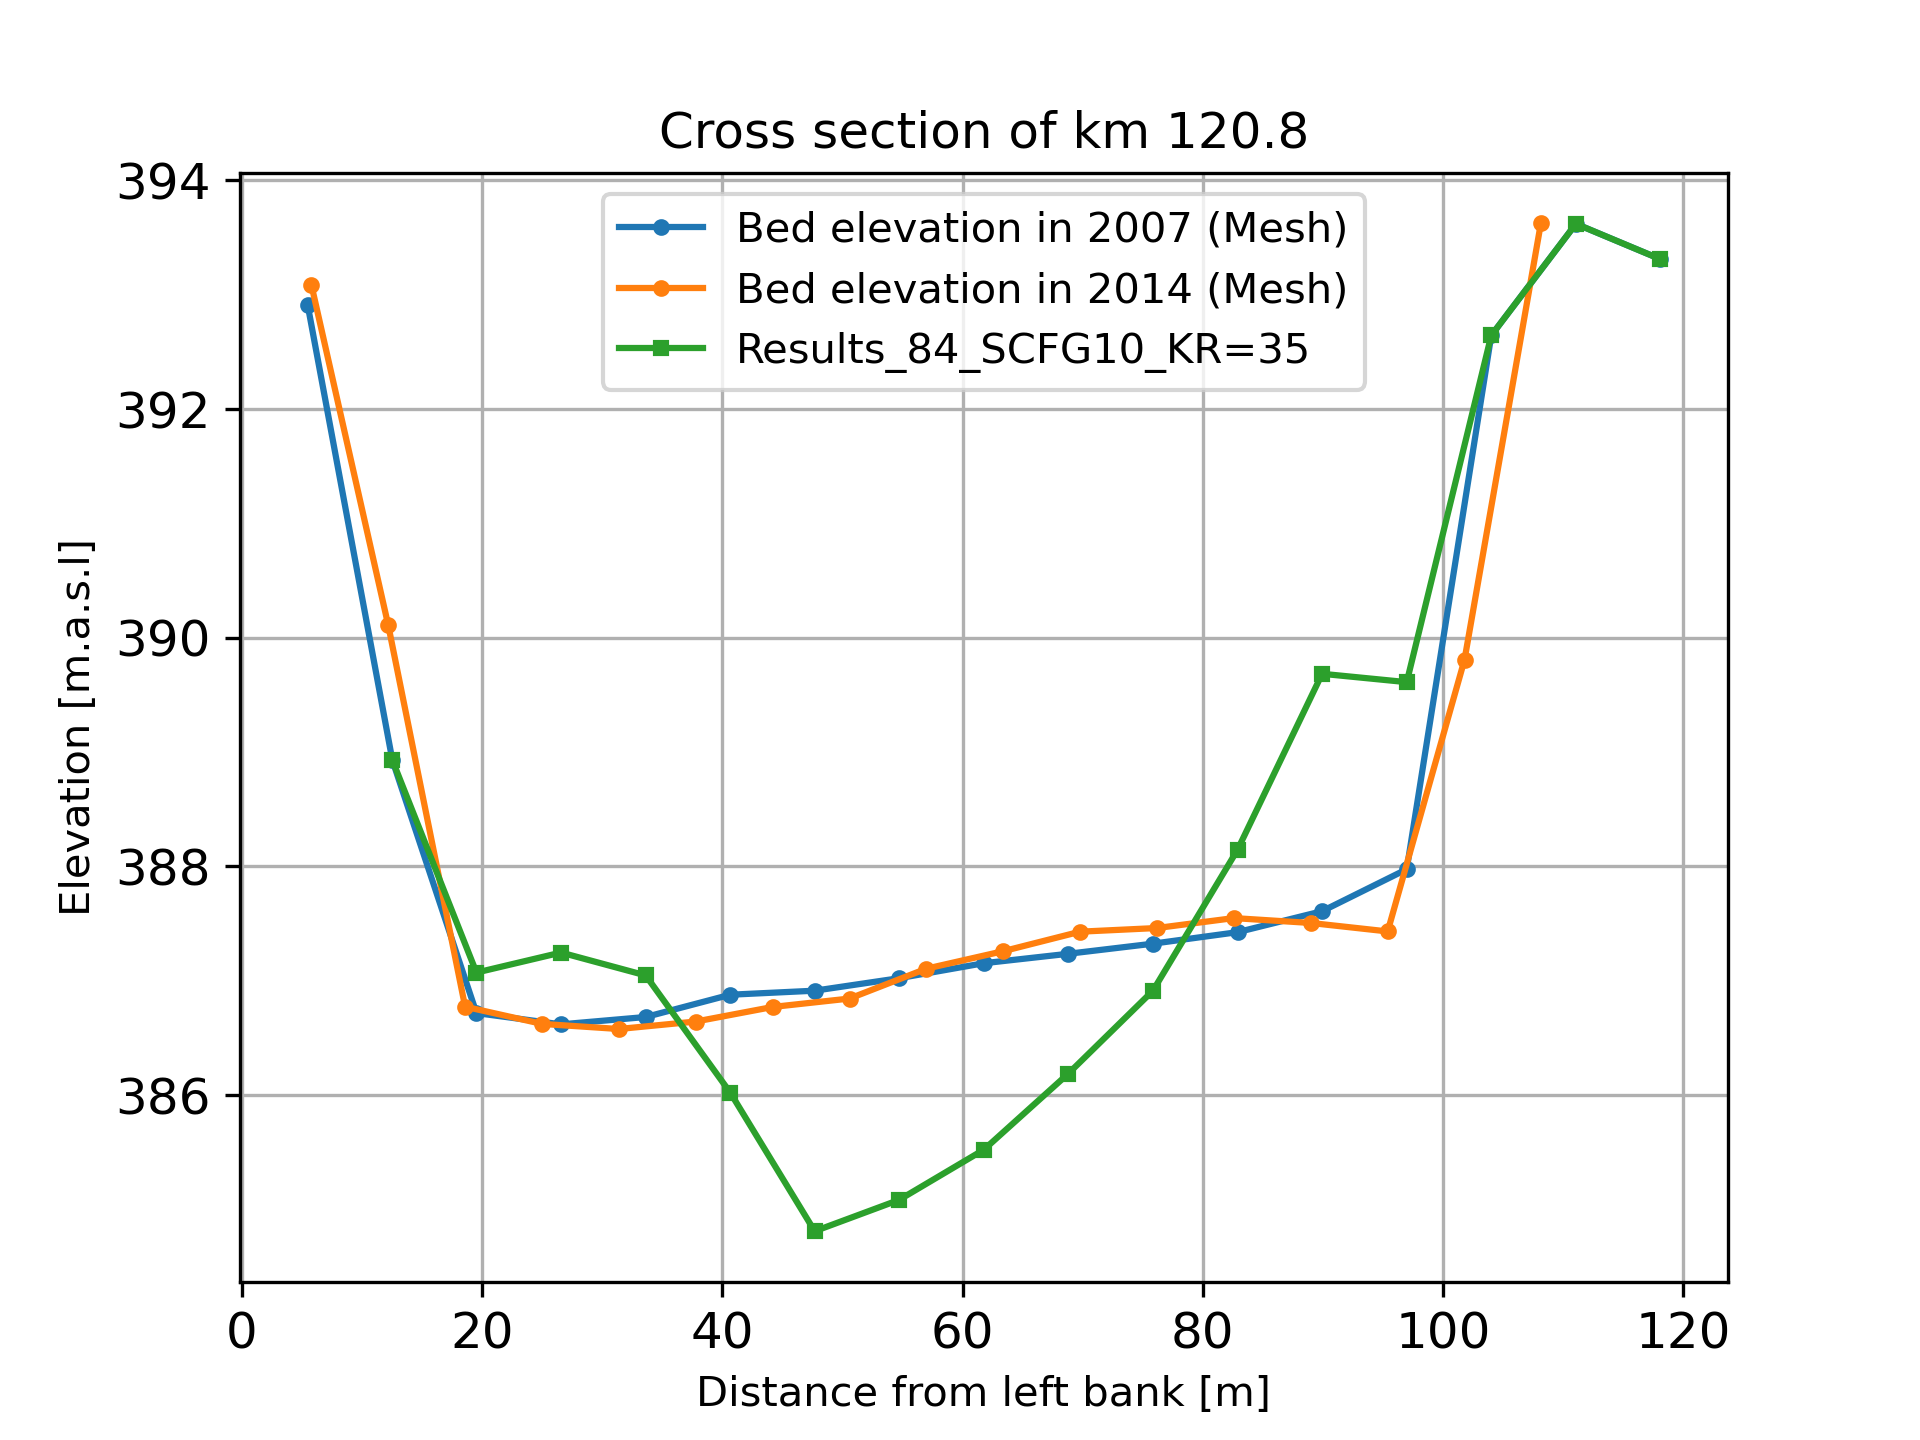 Cross section of km 120.8
394
392
390
388
386
Elevation [m.a.s.l]
Bed elevation in 2007 (Mesh)
Bed elevation in 2014 (Mesh)
Results_84_SCFG10_KR=35
0 20 40 60 80 100 120
Distance from left bank [m]